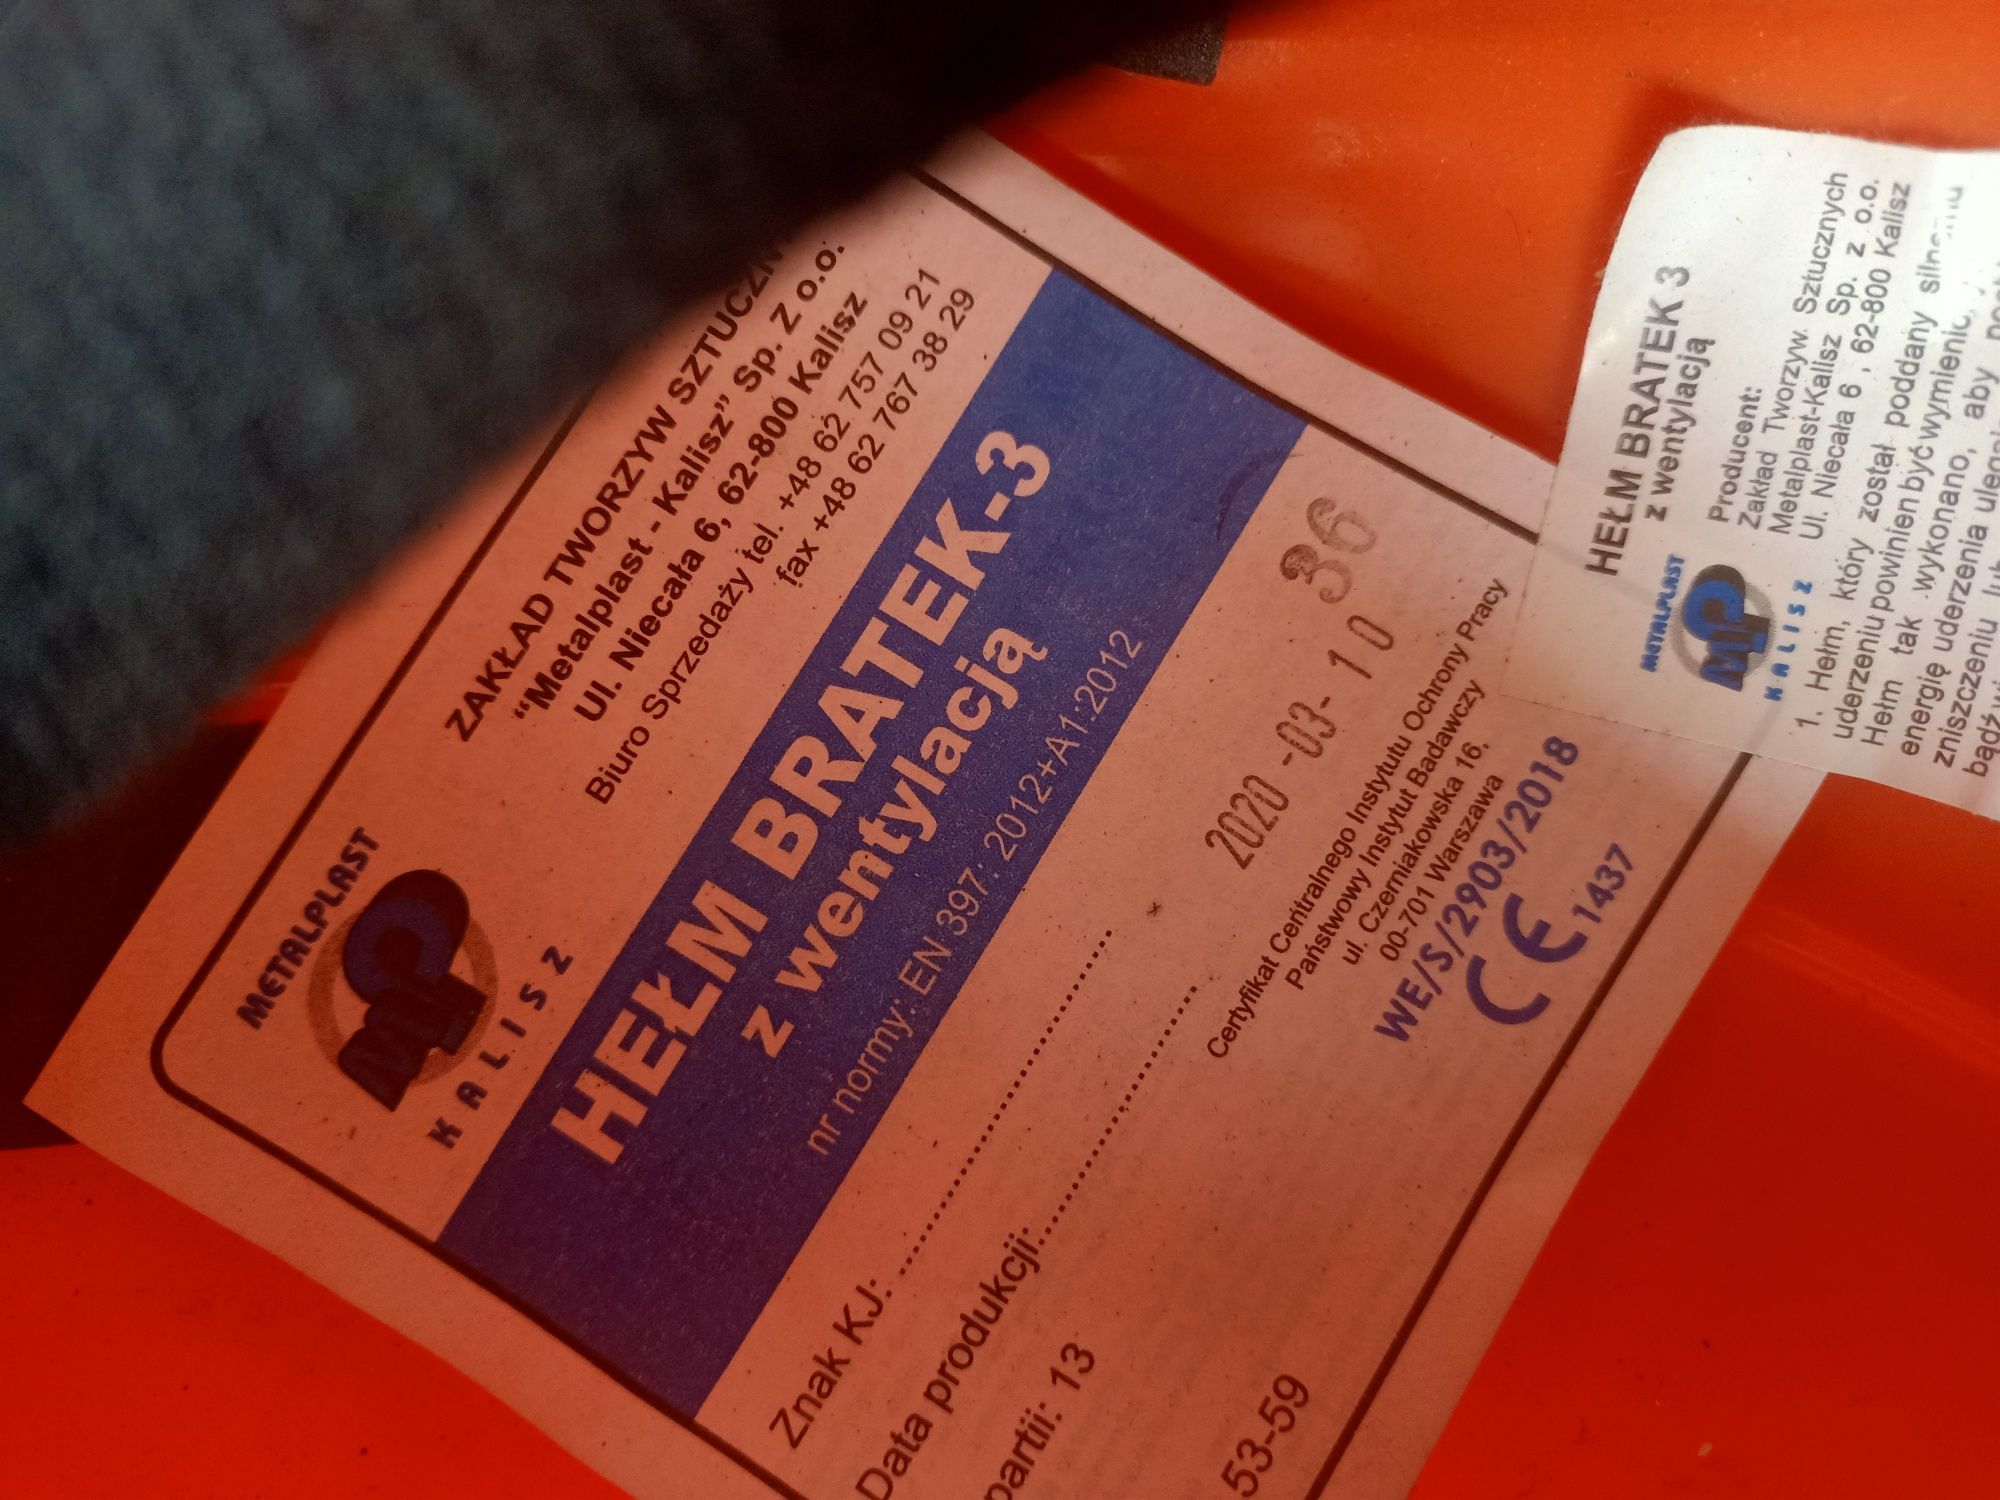 METALPLAST
MP
KALISZ
ZAKŁAD TWORZYW
"Metalplast - Kalisz" Sp. Z o.o.
Ul. Niecała 6, 62-800 Kalisz
Biuro Sprzedaży tel. +48 62 757 09 21
fax +48 62 767 38 29
HEŁM BRATEK-3
z wentylacją
nr normy: EN 397: 2012+A1:2012
Znak KJ: 36
Data produkcji: 2020-03-10
partii: 13
53-59
Certyfikat Centralnego Instytutu Ochrony Pracy
Państwowy Instytut Badawczy
ul. Czerniakowska 16,
00-701 Warszawa
WE/S/2903/2018
CE 1437
HEŁM BRATEK 3
z wentylacją
METALPLAST
MP
KALISZ
Producent:
Zakład Tworzyw Sztucznych
Metalplast-Kalisz Sp. z o.o.
Ul. Niecała 6 , 62-800 Kalisz
1. Hełm, który został poddany
uderzeniu powinien być
Hełm tak wykonano, aby
energię uderzenia
zniszczeniu lub
bądź